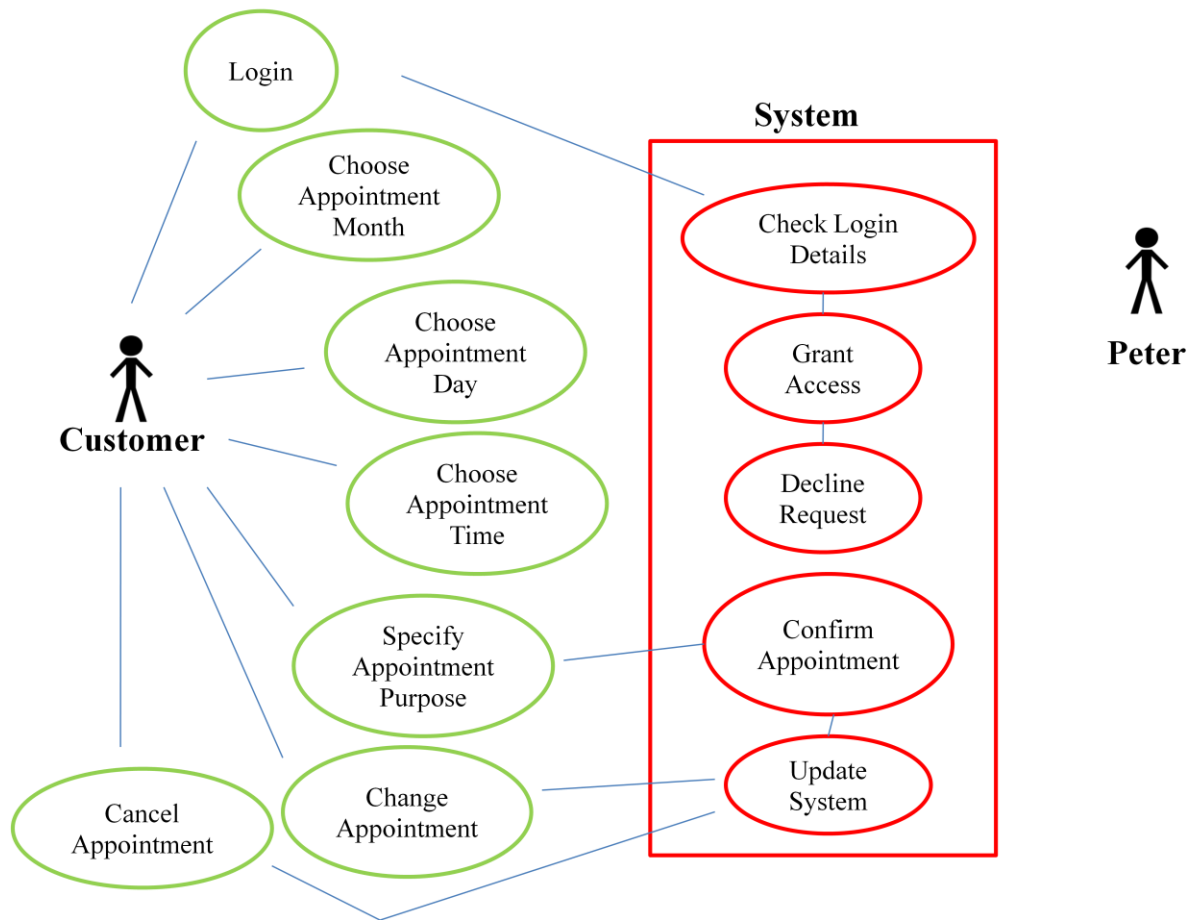 Login
Choose
Appointment
Month
Choose
Appointment
Day
Customer
Choose
Appointment
Time
Specify
Appointment
Purpose
Change
Appointment
Cancel
Appointment
System
Check Login
Details
Grant
Access
Decline
Request
Confirm
Appointment
Update
System
Peter